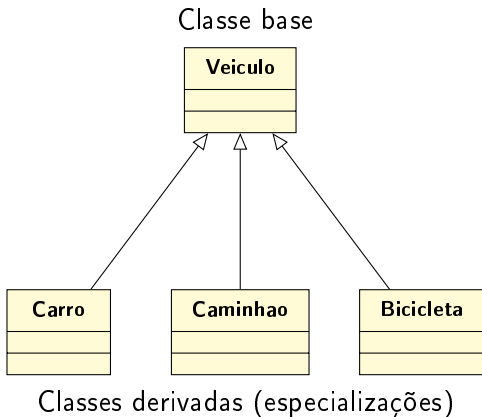 Classe base
Veiculo
Carro
Caminhao
Bicicleta
Classes derivadas (especializações)